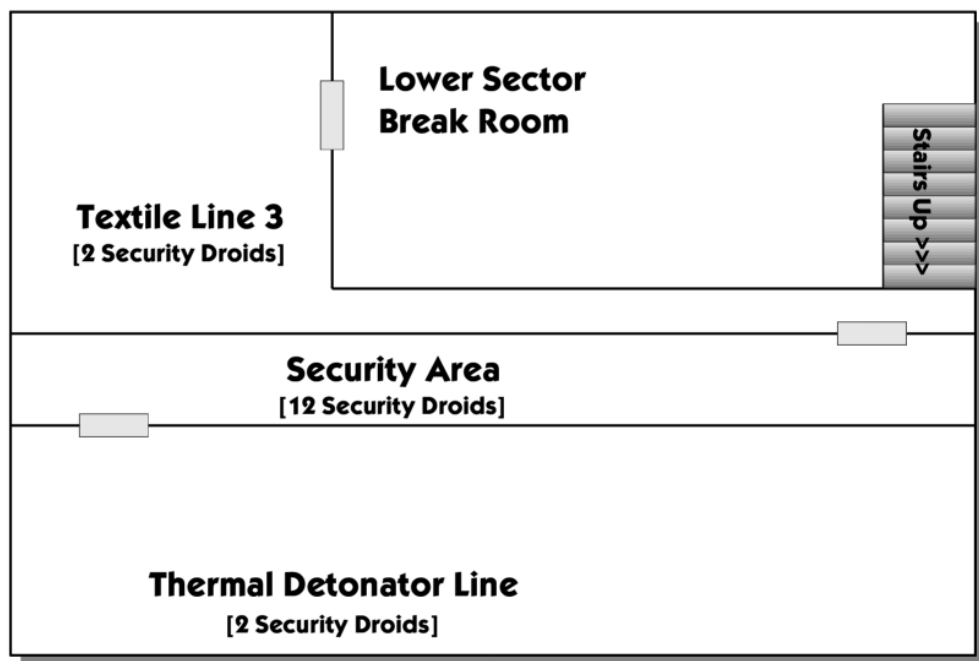 Lower Sector
Break Room
Stairs Up >>>
Textile Line 3
[2 Security Droids]
Security Area
[12 Security Droids]
Thermal Detonator Line
[2 Security Droids]